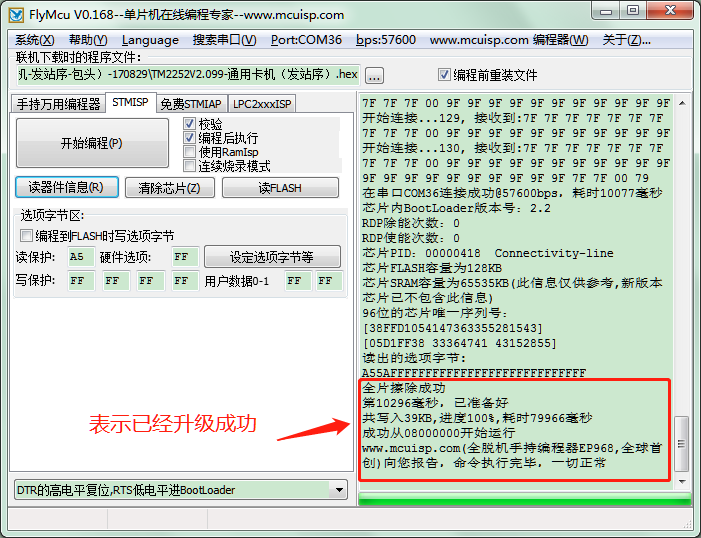 FlyMcu V0.168--单片机在线编程专家--www.mcuisp.com
系统(X) 帮助(Y) Language 搜索串口(V) Port:COM36 bps:57600 www.mcuisp.com 编程器(W) 关于(Z)...
联机下载时的程序文件：
机-发站序-包头）-170829\TM2252V2.099-通用卡机（发站序）.hex ... 编程前重装文件
手持万用编程器 STMISP 免费STMIAP LPC2xxxISP
开始编程(P)
校验
编程后执行
使用RamIsp
连续烧录模式
读器件信息(R) 清除芯片(Z) 读FLASH
选项字节区：
编程到FLASH时写选项字节
读保护： A5 硬件选项： FF 设定选项字节等
写保护： FF FF FF FF 用户数据0-1 FF FF
表示已经升级成功
DTR的高电平复位,RTS低电平进BootLoader
7F 7F 7F 00 9F 9F 9F 9F 9F 9F 9F 9F 9F 9F 9F
开始连接...129, 接收到:7F 7F 7F 7F 7F 7F
7F 7F 7F 00 9F 9F 9F 9F 9F 9F 9F 9F 9F 9F 9F
开始连接...130, 接收到:7F 7F 7F 7F 7F 7F
7F 7F 7F 00 9F 9F 9F 9F 9F 9F 9F 9F 9F 9F 9F
9F 9F 9F 9F 9F 9F 9F 9F 7F 7F 7F 00 79
在串口COM36连接成功@57600bps, 耗时10077毫秒
芯片内BootLoader版本号：2.2
RDP除能次数：0
RDP使能次数：0
芯片PID：00000418 Connectivity-line
芯片FLASH容量为128KB
芯片SRAM容量为65535KB(此信息仅供参考,新版本
芯片已不包含此信息)
96位的芯片唯一序列号：
[38FFD1054147363355281543]
[05D1FF38 33364741 43152855]
读出的选项字节：
A55AFFFFFFFFFFFFFFFFFFFFFFFFFFFF
全片擦除成功
第10296毫秒, 已准备好
共写入39KB,进度100%,耗时79966毫秒
成功从08000000开始运行
www.mcuisp.com(全脱机手持编程器EP968,全球首
创)向您报告, 命令执行完毕, 一切正常